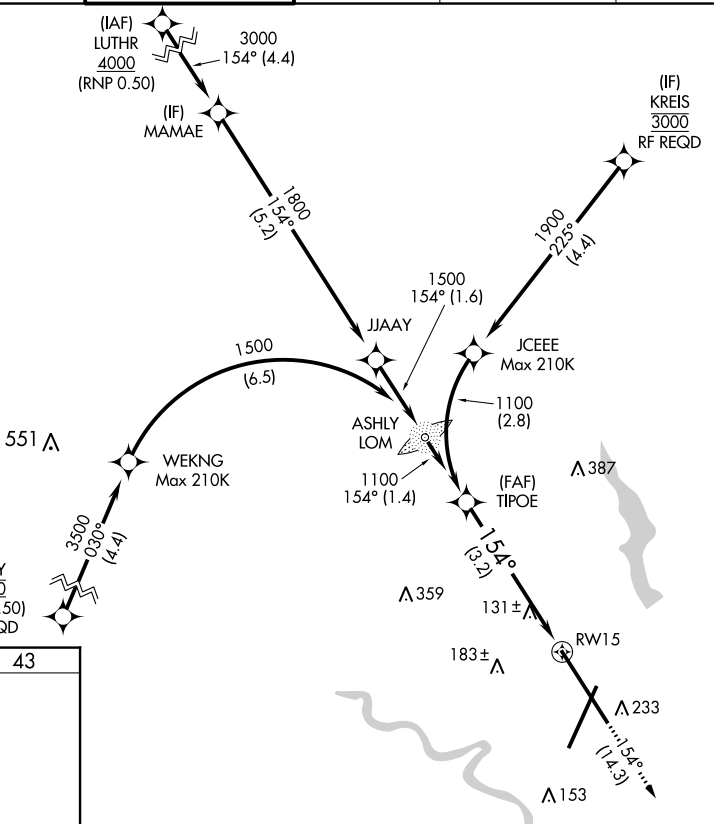 (IAF)
LUTHR
4000
(RNP 0.50)
3000
154° (4.4)
(IF)
MAMAE
(IF)
KREIS
3000
RF REQD
1800
154°
(5.2)
1900
225°
(4.4)
1500
154° (1.6)
JJAAY
JCEEE
Max 210K
1500
(6.5)
1100
(2.8)
ASHLY
LOM
551
WEKNG
Max 210K
1100
154° (1.4)
(FAF)
TIPOE
387
3500
030°
(4.4)
154°
(3.2)
Y
0
.50)
QD
359
131±
RW15
183±
43
233
154°
(14.3)
153